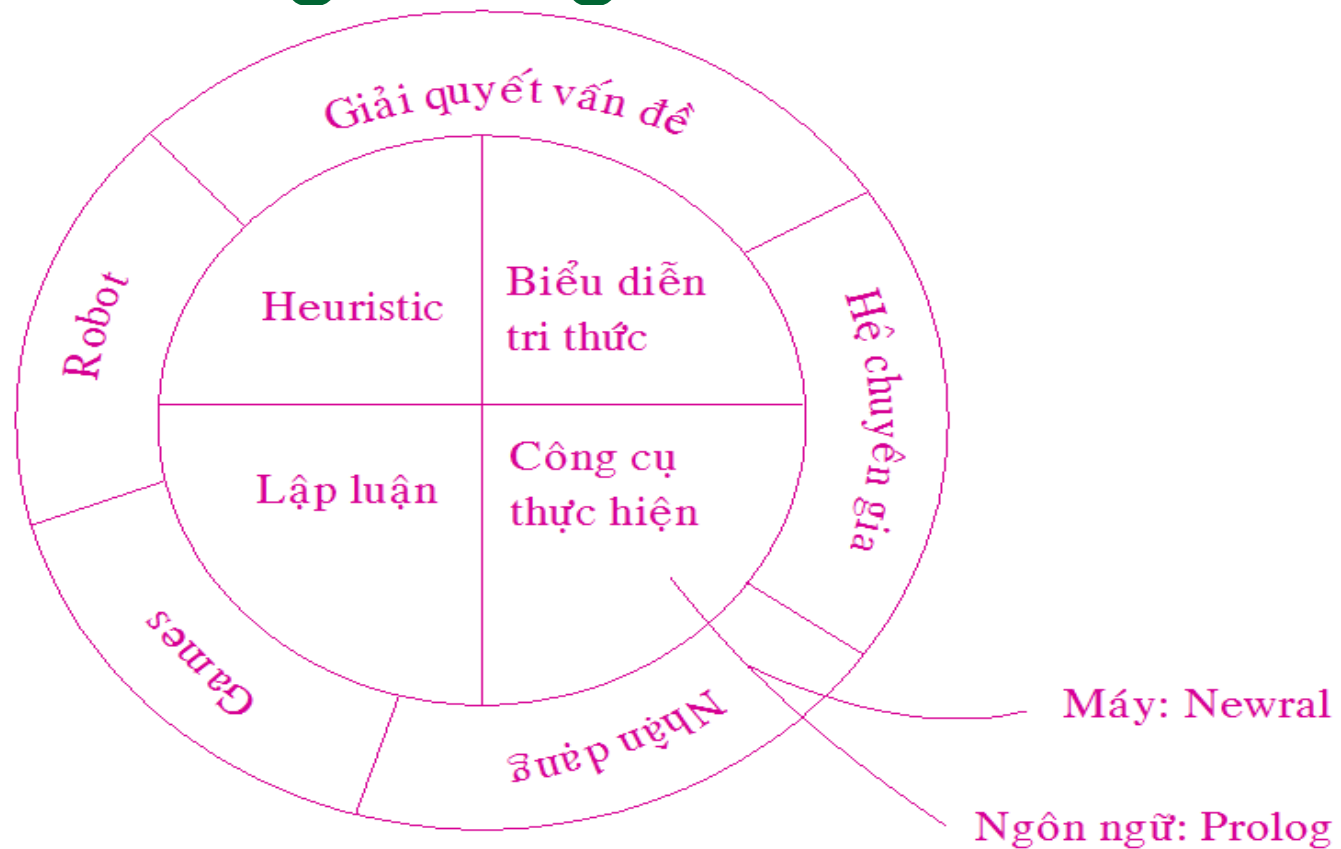 Giải quyết vấn đề
Robot
Heuristic
Biểu diễn
tri thức
Hệ chuyên gia
Lập luận
Công cụ
thực hiện
Games
Nhận dạng
Máy: Newral
Ngôn ngữ: Prolog